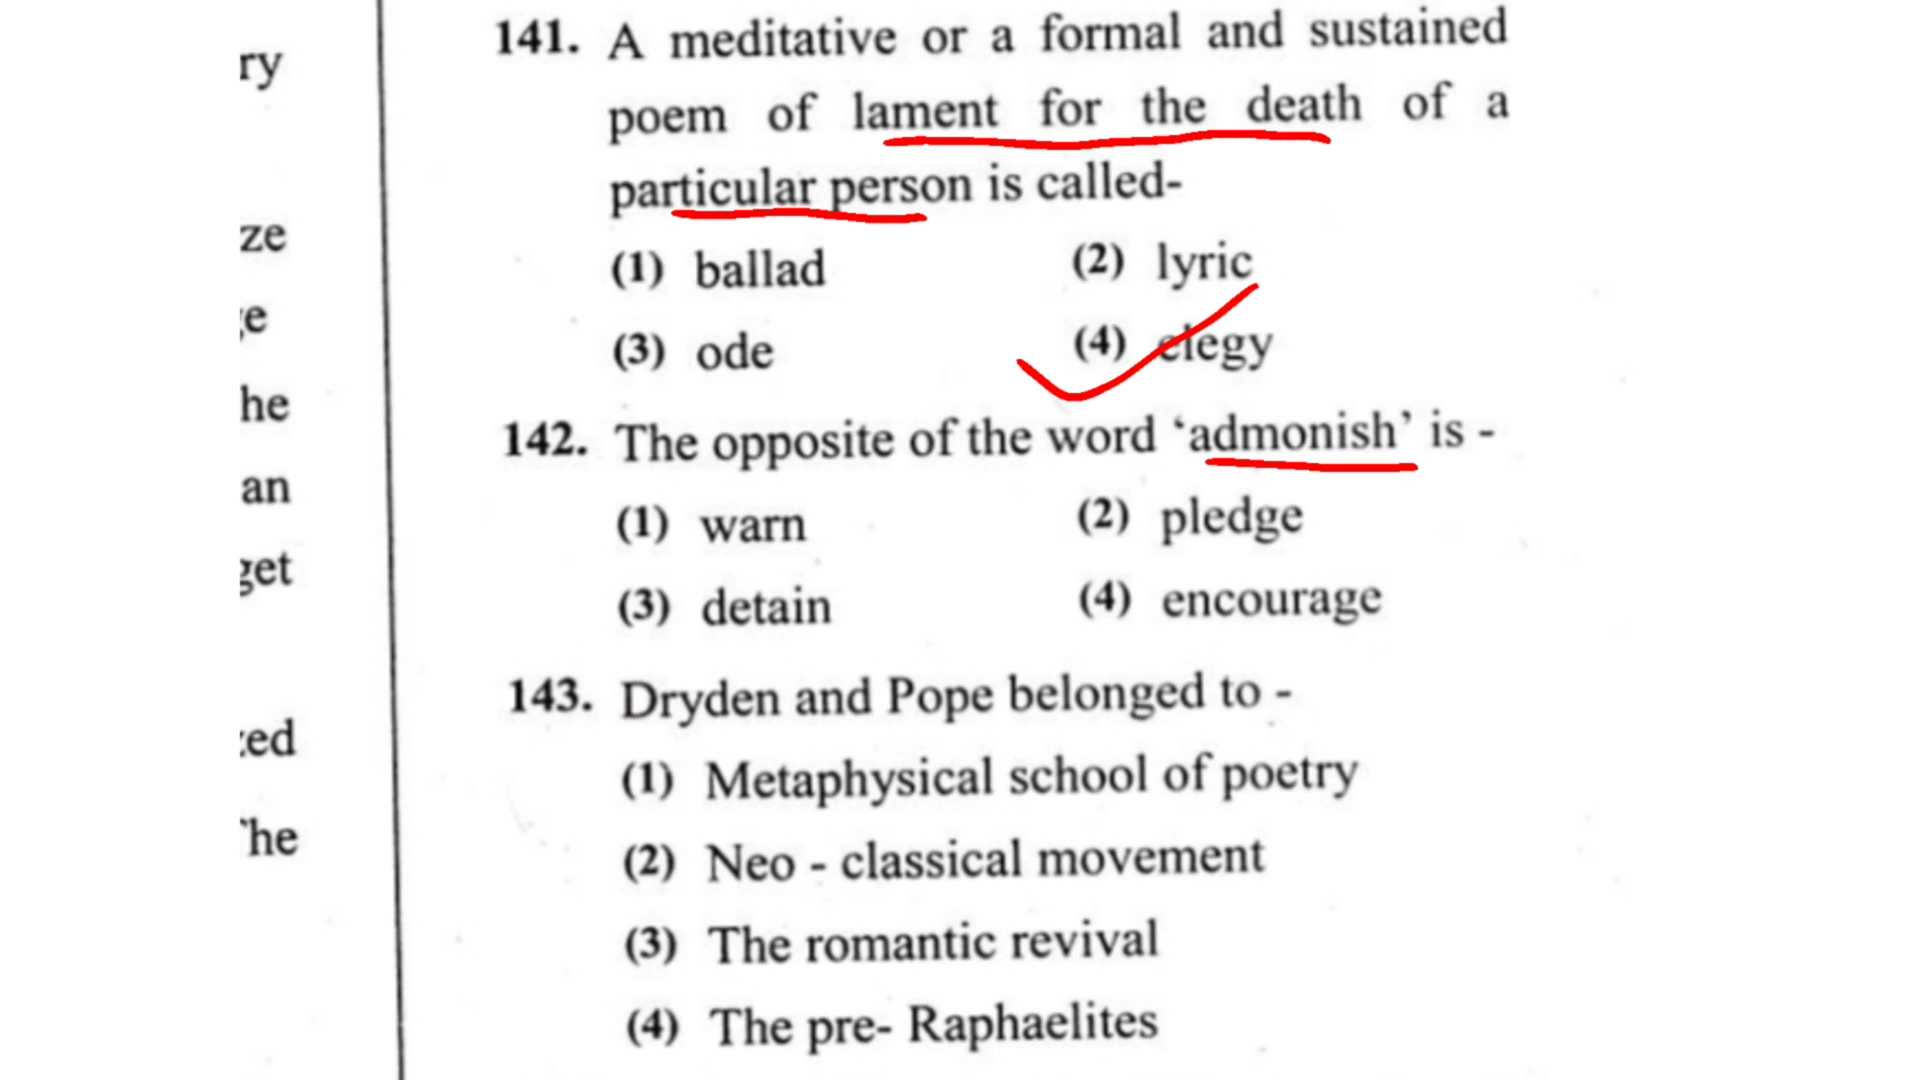 ry
ze
e
he
an
get
ed
he
141. A meditative or a formal and sustained
poem of lament for the death of a
particular person is called-
(1) ballad (2) lyric
(3) ode (4) elegy
142. The opposite of the word ‘admonish’ is -
(1) warn (2) pledge
(3) detain (4) encourage
143. Dryden and Pope belonged to -
(1) Metaphysical school of poetry
(2) Neo - classical movement
(3) The romantic revival
(4) The pre- Raphaelites